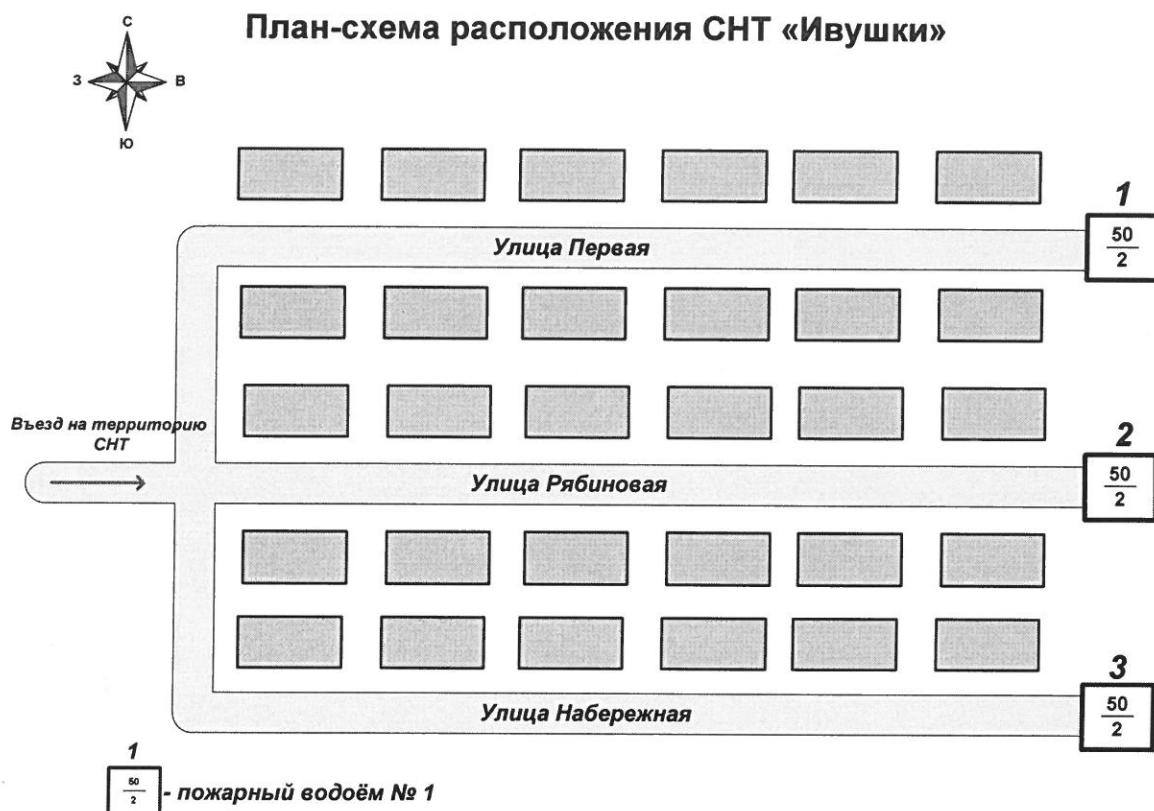 План-схема расположения СНТ «Ивушки»
С
З
В
Ю
1
Улица Первая
50
2
Въезд на территорию
СНТ
2
Улица Рябиновая
50
2
3
Улица Набережная
50
2
1
50
2
- пожарный водоём № 1